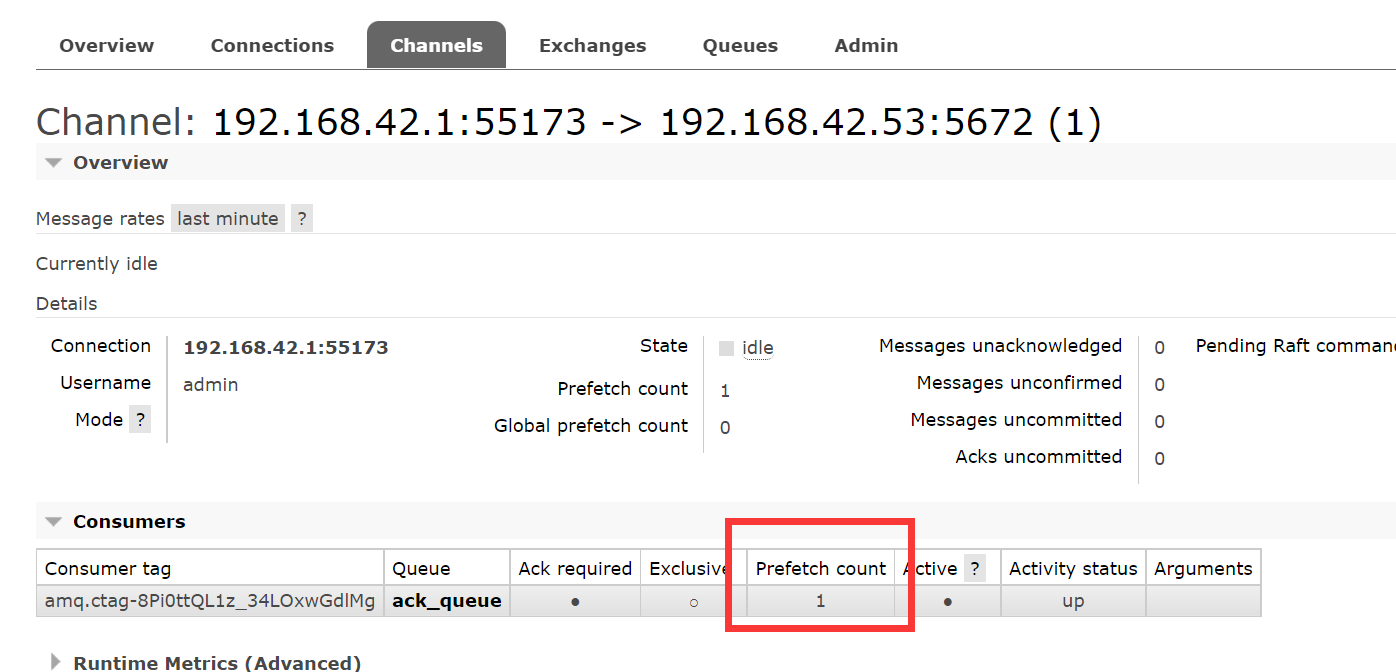 Overview Connections Channels Exchanges Queues Admin
Channel: 192.168.42.1:55173 -> 192.168.42.53:5672 (1)
Overview
Message rates last minute ?
Currently idle
Details
Connection 192.168.42.1:55173 State idle Messages unacknowledged 0 Pending Raft comman
Username admin Prefetch count 1 Messages unconfirmed 0
Mode ? Global prefetch count 0 Messages uncommitted 0
Acks uncommitted 0
Consumers
Consumer tag Queue Ack required Exclusive Prefetch count Active ? Activity status Arguments
amq.ctag-8Pi0ttQL1z_34LOxwGdlMg ack_queue ● ○ 1 ● up
Runtime Metrics (Advanced)